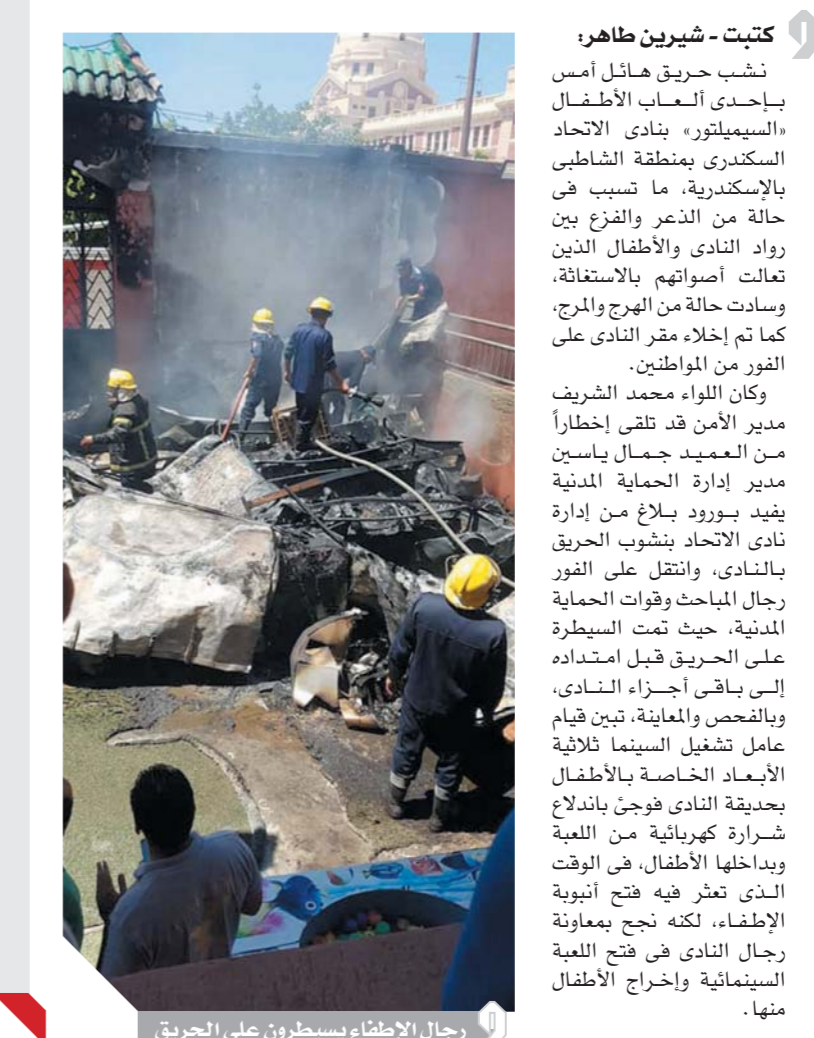 كتبت - شيرين طاهر:
نشب حريق هائل أمس
بإحدى ألعاب الأطفال
«السيميلتور» بنادى الاتحاد
السكندرى بمنطقة الشاطبى
بالإسكندرية، ما تسبب فى
حالة من الذعر والفزع بين
رواد النادى والأطفال الذين
تعالت أصواتهم بالاستغاثة،
وسادت حالة من الهرج والمرج،
كما تم إخلاء مقر النادى على
الفور من المواطنين.
وكان اللواء محمد الشريف
مدير الأمن قد تلقى إخطاراً
من العميد جمال ياسين
مدير إدارة الحماية المدنية
يفيد بورود بلاغ من إدارة
نادى الاتحاد بنشوب الحريق
بالنادى، وانتقل على الفور
رجال المباحث وقوات الحماية
المدنية، حيث تمت السيطرة
على الحريق قبل امتداده
إلى باقى أجزاء النادى،
وبالفحص والمعاينة، تبين قيام
عامل تشغيل السينما ثلاثية
الأبعاد الخاصة بالأطفال
بحديقة النادى فوجئ باندلاع
شرارة كهربائية من اللعبة
وبداخلها الأطفال، فى الوقت
الذى تعثر فيه فتح أنبوبة
الإطفاء، لكنه نجح بمعاونة
رجال النادى فى فتح اللعبة
السينمائية وإخراج الأطفال
منها.
رجال الإطفاء يسيطرون على الحريق